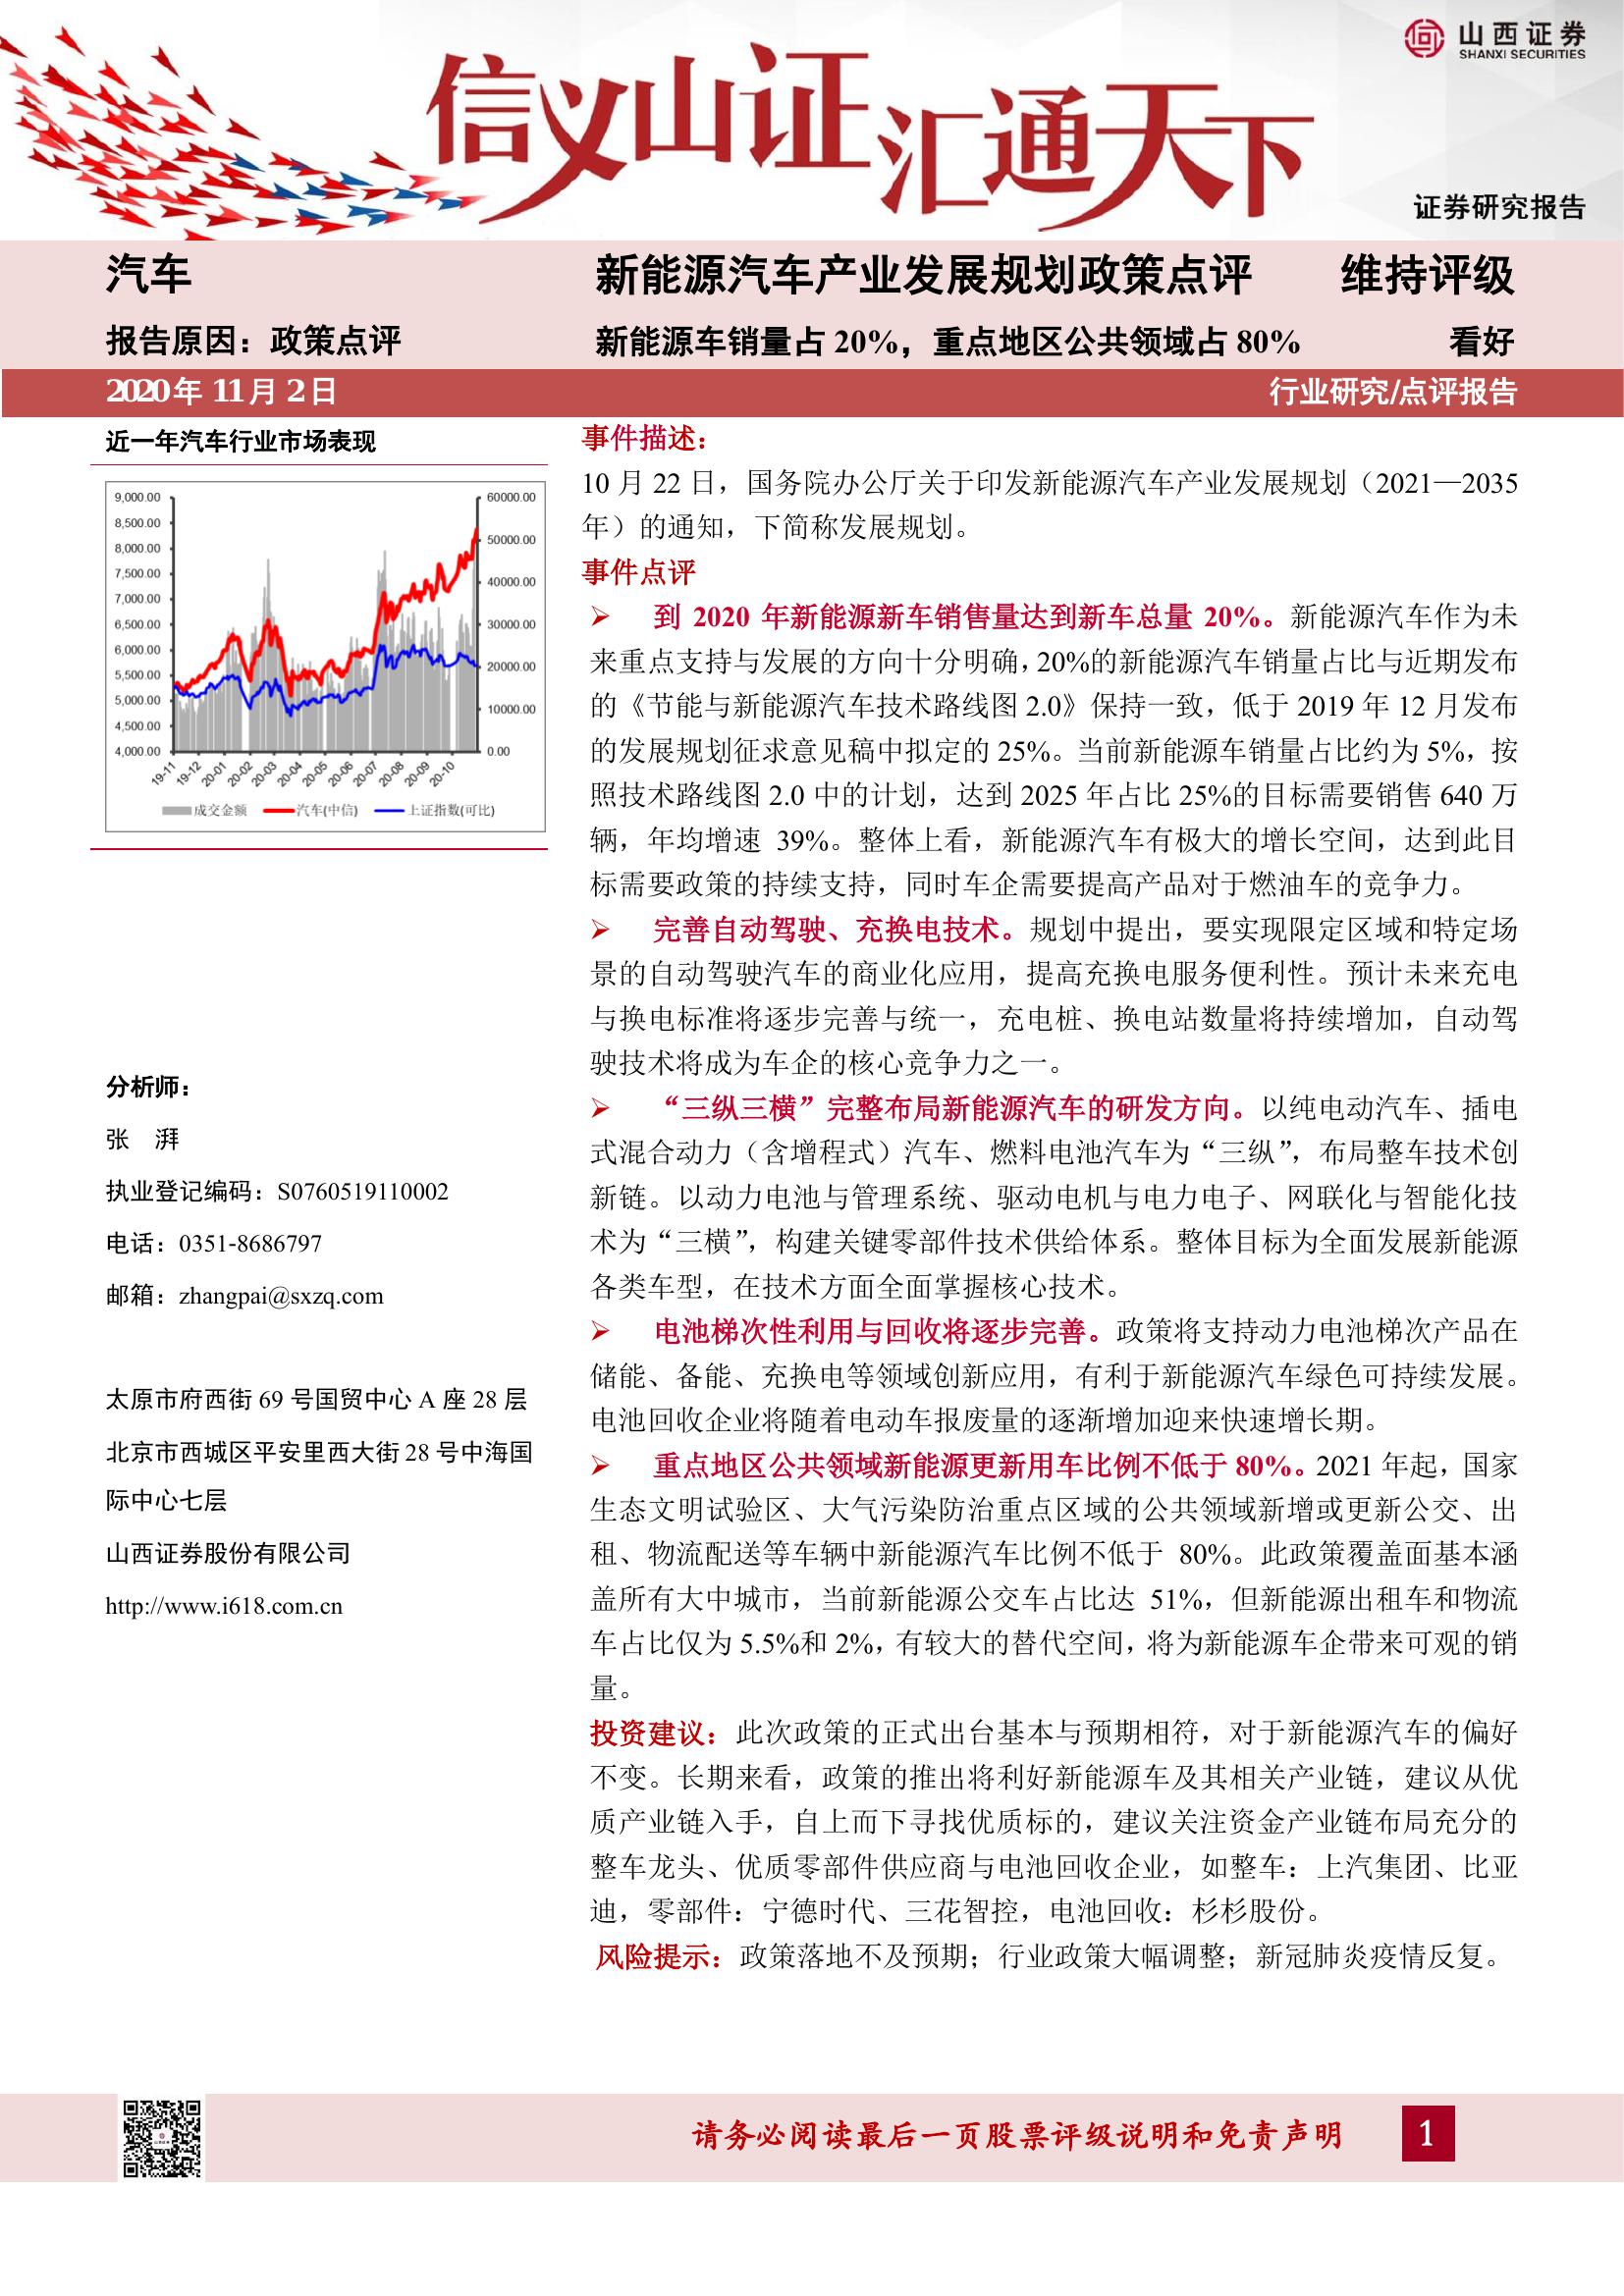 山西证券
SHANXI SECURITIES
信义山证汇通天下
证券研究报告
汽车
新能源汽车产业发展规划政策点评 维持评级
报告原因：政策点评
新能源车销量占 20%，重点地区公共领域占 80% 看好
2020 年 11 月 2 日
行业研究/点评报告
近一年汽车行业市场表现
9,000.00
8,500.00
8,000.00
7,500.00
7,000.00
6,500.00
6,000.00
5,500.00
5,000.00
4,500.00
4,000.00
60000.00
50000.00
40000.00
30000.00
20000.00
10000.00
0.00
19-11
19-12
20-01
20-02
20-03
20-04
20-05
20-06
20-07
20-08
20-09
20-10
成交金额 汽车(中信) 上证指数(可比)
分析师：
张 湃
执业登记编码：S0760519110002
电话：0351-8686797
邮箱：zhangpai@sxzq.com
太原市府西街 69 号国贸中心 A 座 28 层
北京市西城区平安里西大街 28 号中海国
际中心七层
山西证券股份有限公司
http://www.i618.com.cn
事件描述：
10 月 22 日，国务院办公厅关于印发新能源汽车产业发展规划（2021—2035
年）的通知，下简称发展规划。
事件点评
➢ 到 2020 年新能源新车销售量达到新车总量 20%。新能源汽车作为未
来重点支持与发展的方向十分明确，20%的新能源汽车销量占比与近期发布
的《节能与新能源汽车技术路线图 2.0》保持一致，低于 2019 年 12 月发布
的发展规划征求意见稿中拟定的 25%。当前新能源车销量占比约为 5%，按
照技术路线图 2.0 中的计划，达到 2025 年占比 25%的目标需要销售 640 万
辆，年均增速 39%。整体上看，新能源汽车有极大的增长空间，达到此目
标需要政策的持续支持，同时车企需要提高产品对于燃油车的竞争力。
➢ 完善自动驾驶、充换电技术。规划中提出，要实现限定区域和特定场
景的自动驾驶汽车的商业化应用，提高充换电服务便利性。预计未来充电
与换电标准将逐步完善与统一，充电桩、换电站数量将持续增加，自动驾
驶技术将成为车企的核心竞争力之一。
➢ “三纵三横”完整布局新能源汽车的研发方向。以纯电动汽车、插电
式混合动力（含增程式）汽车、燃料电池汽车为“三纵”，布局整车技术创
新链。以动力电池与管理系统、驱动电机与电力电子、网联化与智能化技
术为“三横”，构建关键零部件技术供给体系。整体目标为全面发展新能源
各类车型，在技术方面全面掌握核心技术。
➢ 电池梯次性利用与回收将逐步完善。政策将支持动力电池梯次产品在
储能、备能、充换电等领域创新应用，有利于新能源汽车绿色可持续发展。
电池回收企业将随着电动车报废量的逐渐增加迎来快速增长期。
➢ 重点地区公共领域新能源更新用车比例不低于 80%。2021 年起，国家
生态文明试验区、大气污染防治重点区域的公共领域新增或更新公交、出
租、物流配送等车辆中新能源汽车比例不低于 80%。此政策覆盖面基本涵
盖所有大中城市，当前新能源公交车占比达 51%，但新能源出租车和物流
车占比仅为 5.5%和 2%，有较大的替代空间，将为新能源车企带来可观的销
量。
投资建议：此次政策的正式出台基本与预期相符，对于新能源汽车的偏好
不变。长期来看，政策的推出将利好新能源车及其相关产业链，建议从优
质产业链入手，自上而下寻找优质标的，建议关注资金产业链布局充分的
整车龙头、优质零部件供应商与电池回收企业，如整车：上汽集团、比亚
迪，零部件：宁德时代、三花智控，电池回收：杉杉股份。
风险提示：政策落地不及预期；行业政策大幅调整；新冠肺炎疫情反复。
请务必阅读最后一页股票评级说明和免责声明
1